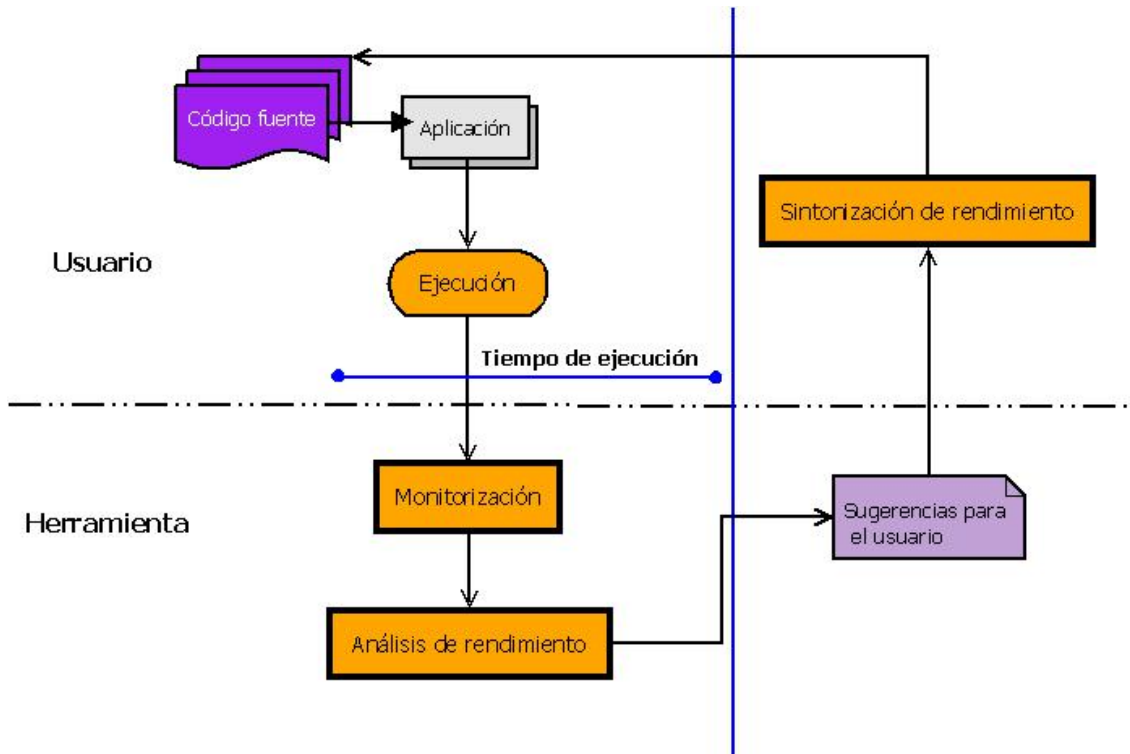 Código fuente
Aplicación
Sintonización de rendimiento
Usuario
Ejecución
Tiempo de ejecución
Monitorización
Herramienta
Sugerencias para
el usuario
Análisis de rendimiento